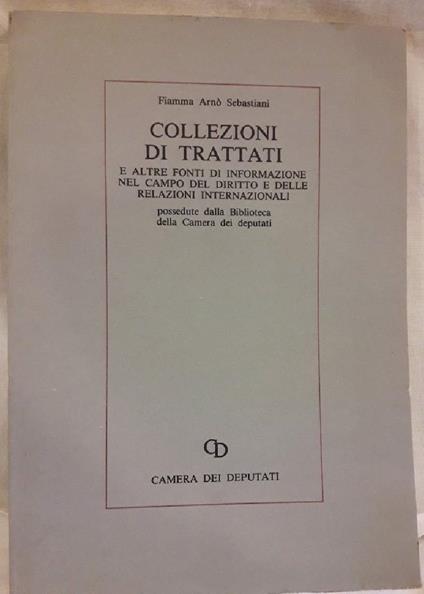 Fiamma Arnò Sebastiani
COLLEZIONI
DI TRATTATI
E ALTRE FONTI DI INFORMAZIONE
NEL CAMPO DEL DIRITTO E DELLE
RELAZIONI INTERNAZIONALI
possedute dalla Biblioteca
della Camera dei deputati
CD
CAMERA DEI DEPUTATI